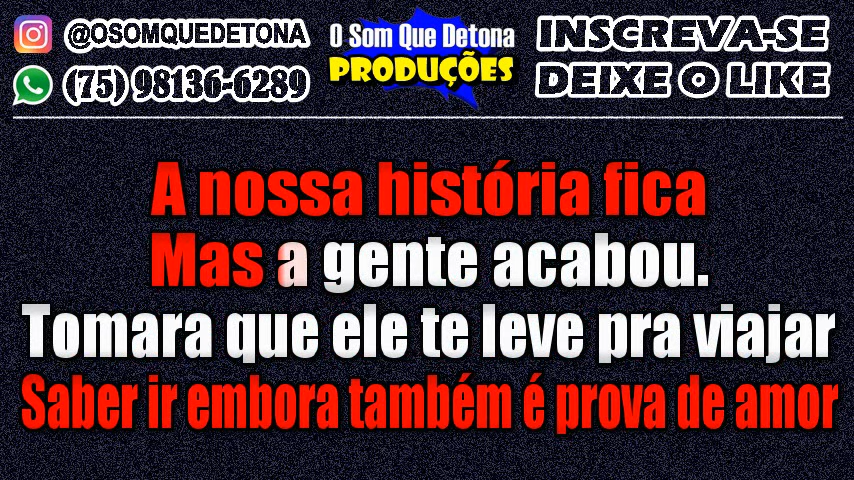 @OSOMQUEDETONA
(75) 98136-6289
O Som Que Detona
PRODUÇÕES
INSCREVA-SE
DEIXE O LIKE
A nossa história fica
Mas a gente acabou.
Tomara que ele te leve pra viajar
Saber ir embora também é prova de amor